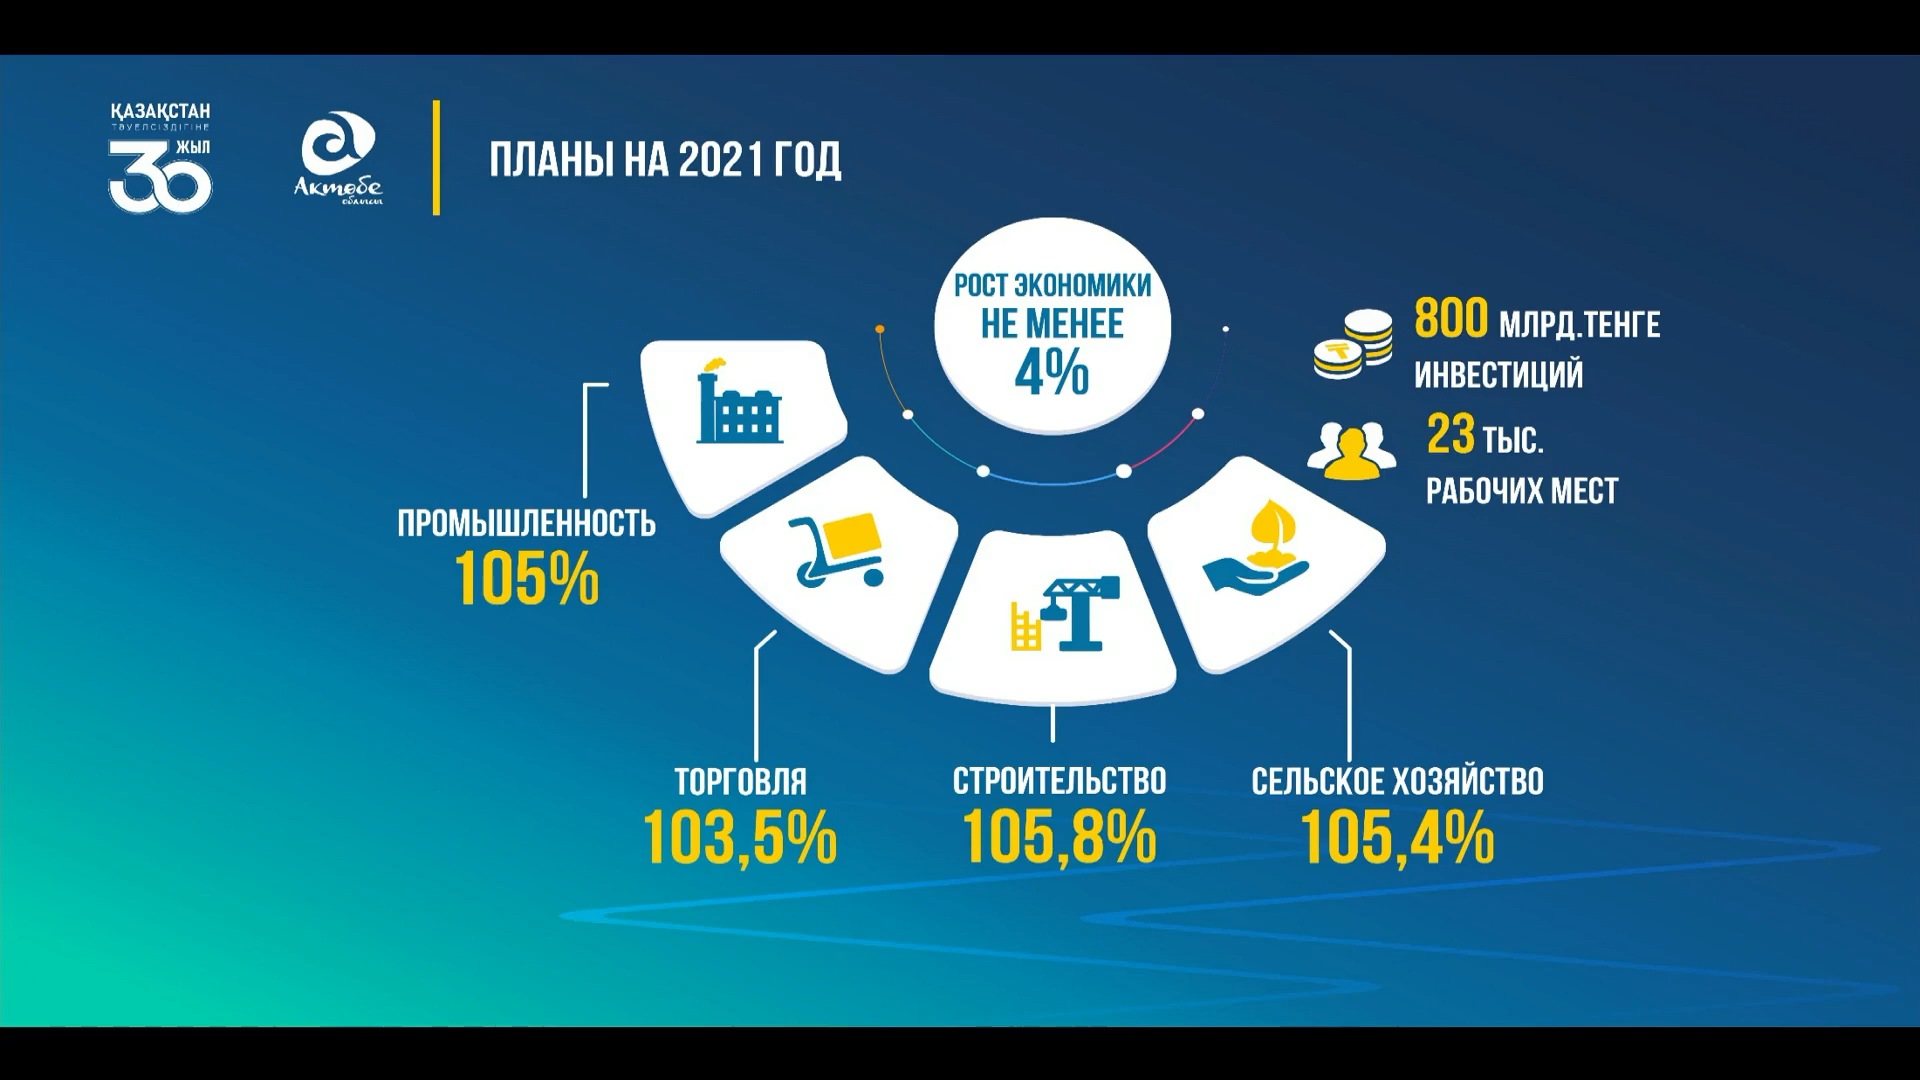 ҚАЗАҚСТАН
ТӘУЕЛСІЗДІГІНЕ
30 ЖЫЛ
Ақтөбе
облысы
ПЛАНЫ НА 2021 ГОД
РОСТ ЭКОНОМИКИ
НЕ МЕНЕЕ
4%
800 МЛРД.ТЕНГЕ
ИНВЕСТИЦИЙ
23 ТЫС.
РАБОЧИХ МЕСТ
ПРОМЫШЛЕННОСТЬ
105%
ТОРГОВЛЯ
103,5%
СТРОИТЕЛЬСТВО
105,8%
СЕЛЬСКОЕ ХОЗЯЙСТВО
105,4%